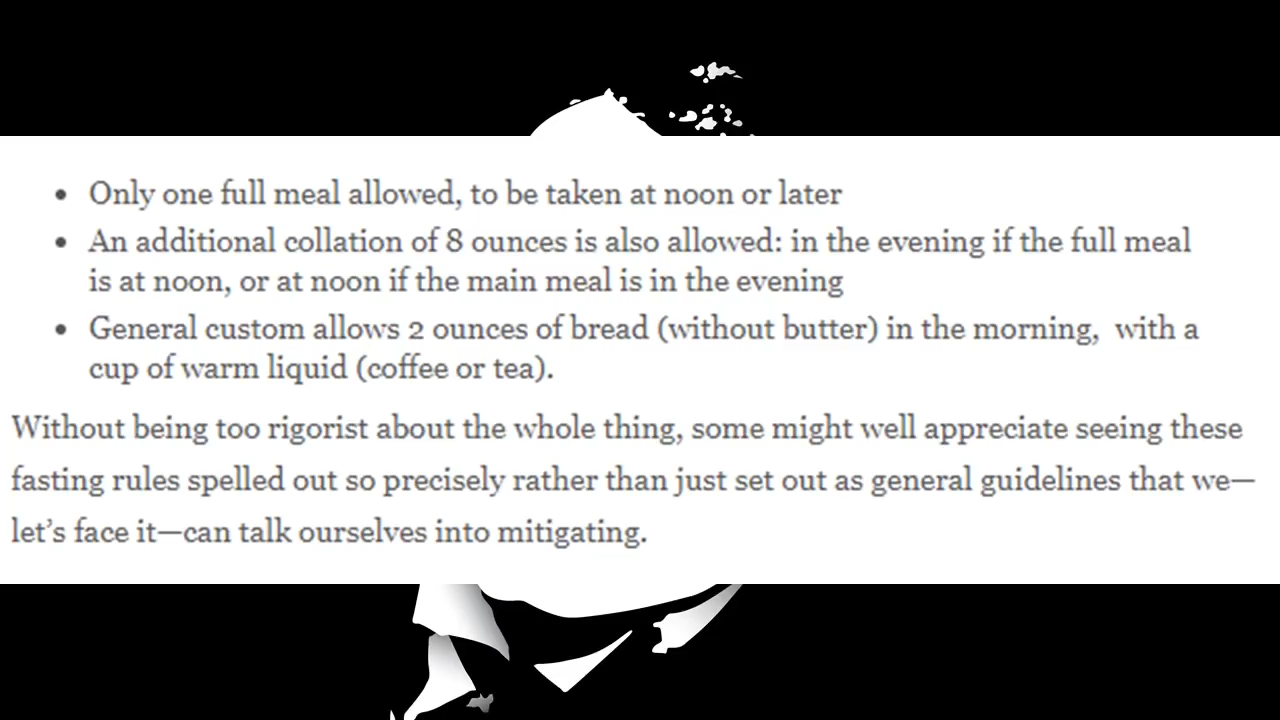 • Only one full meal allowed, to be taken at noon or later
• An additional collation of 8 ounces is also allowed: in the evening if the full meal
is at noon, or at noon if the main meal is in the evening
• General custom allows 2 ounces of bread (without butter) in the morning,  with a
cup of warm liquid (coffee or tea).
Without being too rigorist about the whole thing, some might well appreciate seeing these
fasting rules spelled out so precisely rather than just set out as general guidelines that we—
let’s face it—can talk ourselves into mitigating.